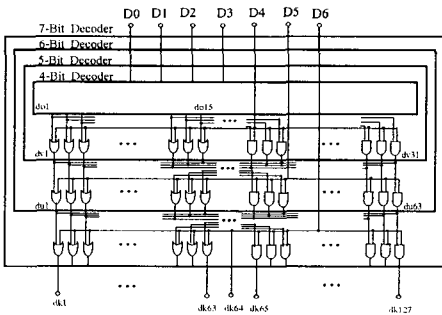 D0 D1 D2 D3 D4 D5 D6
7-Bit Decoder
6-Bit Decoder
5-Bit Decoder
4-Bit Decoder
do1 do15
dv1 dv31
du1 du63
dk1 dk63 dk64 dk65 dk127